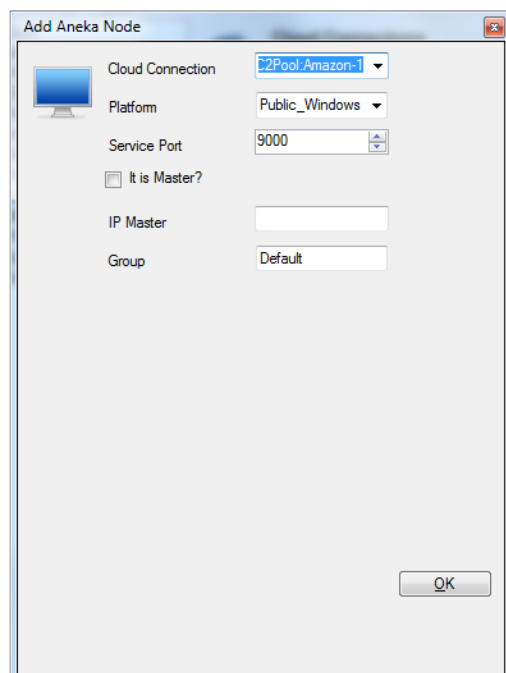 Add Aneka Node
Cloud Connection C2Pool:Amazon-1
Platform Public_Windows
Service Port 9000
It is Master?
IP Master
Group Default
OK